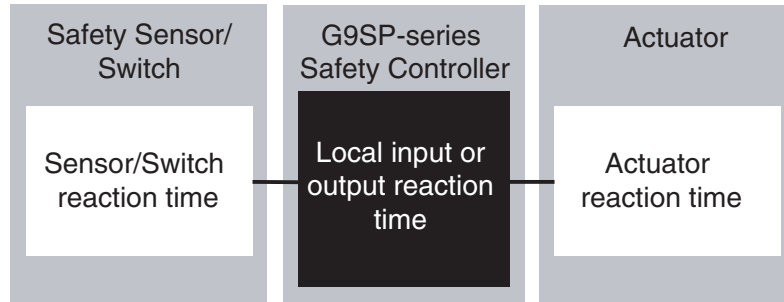 Safety Sensor/
Switch
Sensor/Switch
reaction time
G9SP-series
Safety Controller
Local input or
output reaction
time
Actuator
Actuator
reaction time